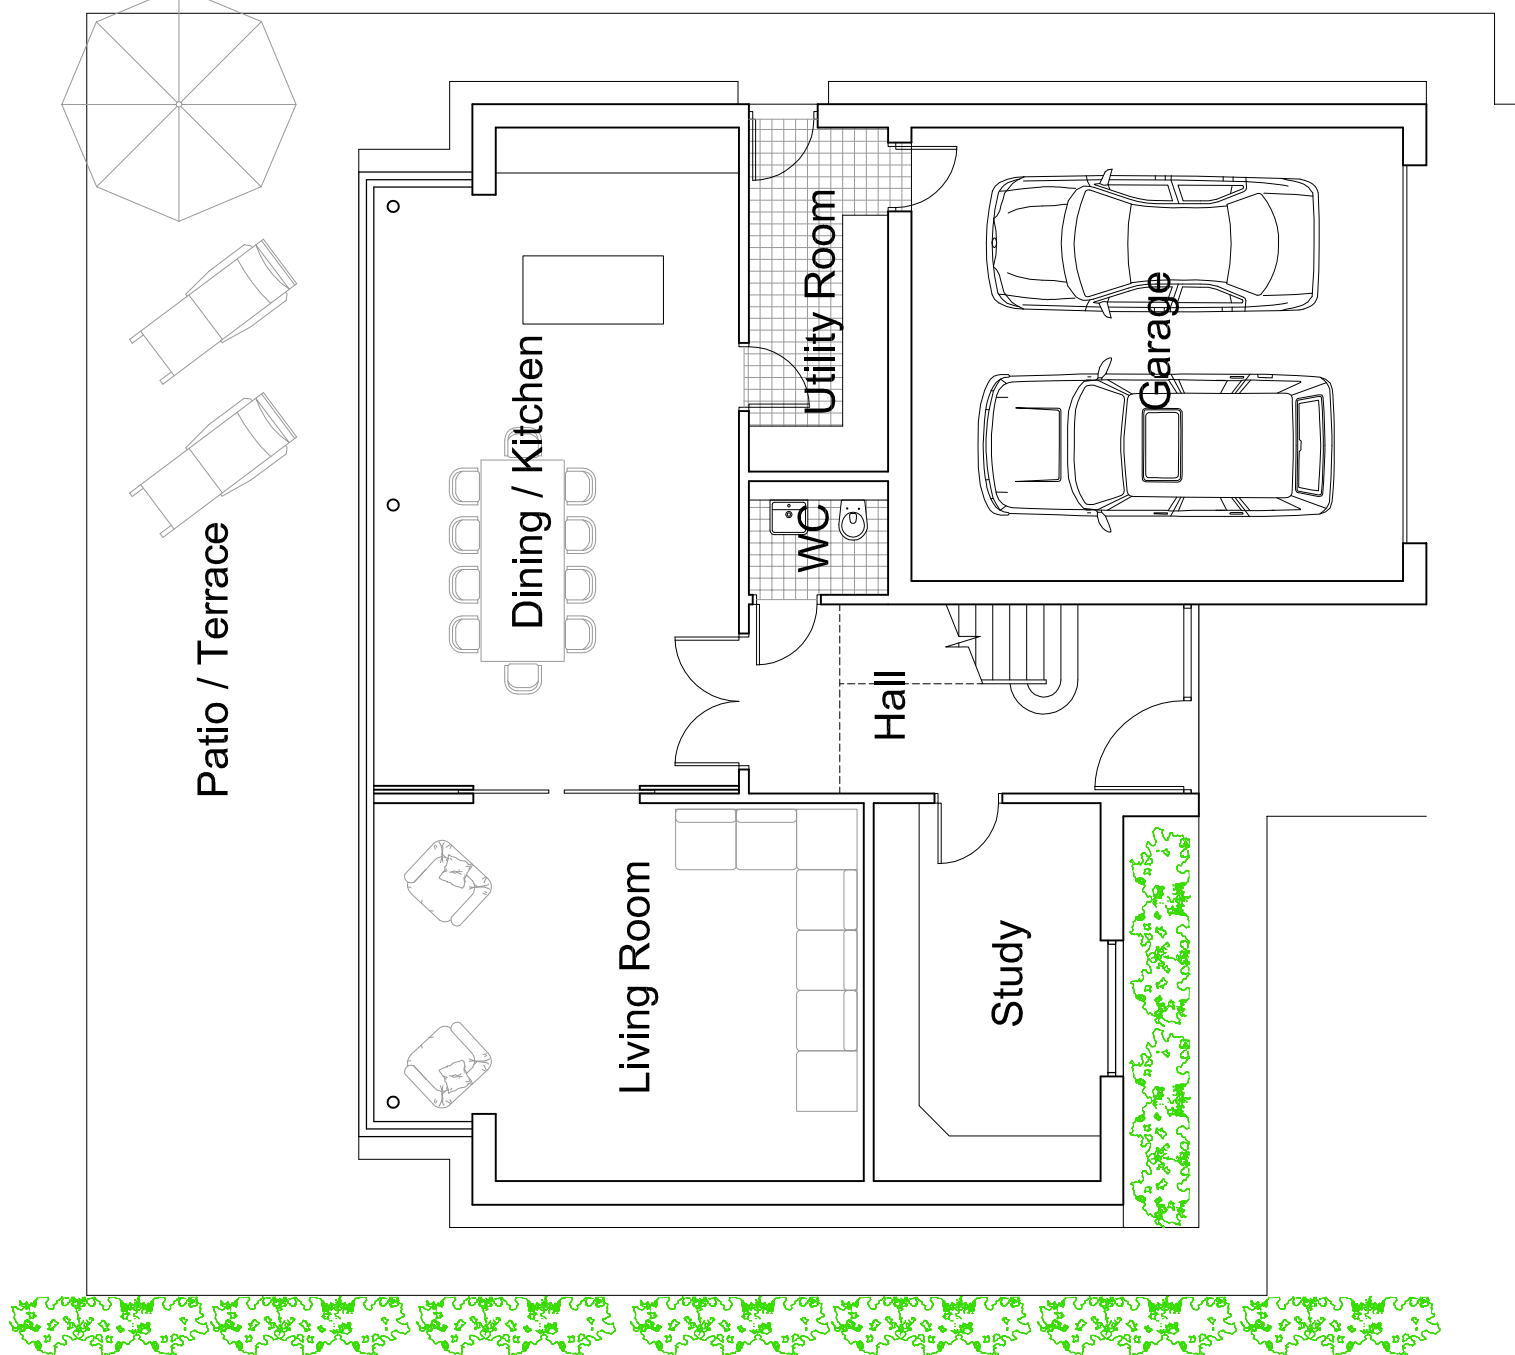 Patio / Terrace
Dining / Kitchen
Living Room
Utility Room
WC
Hall
Study
Garage